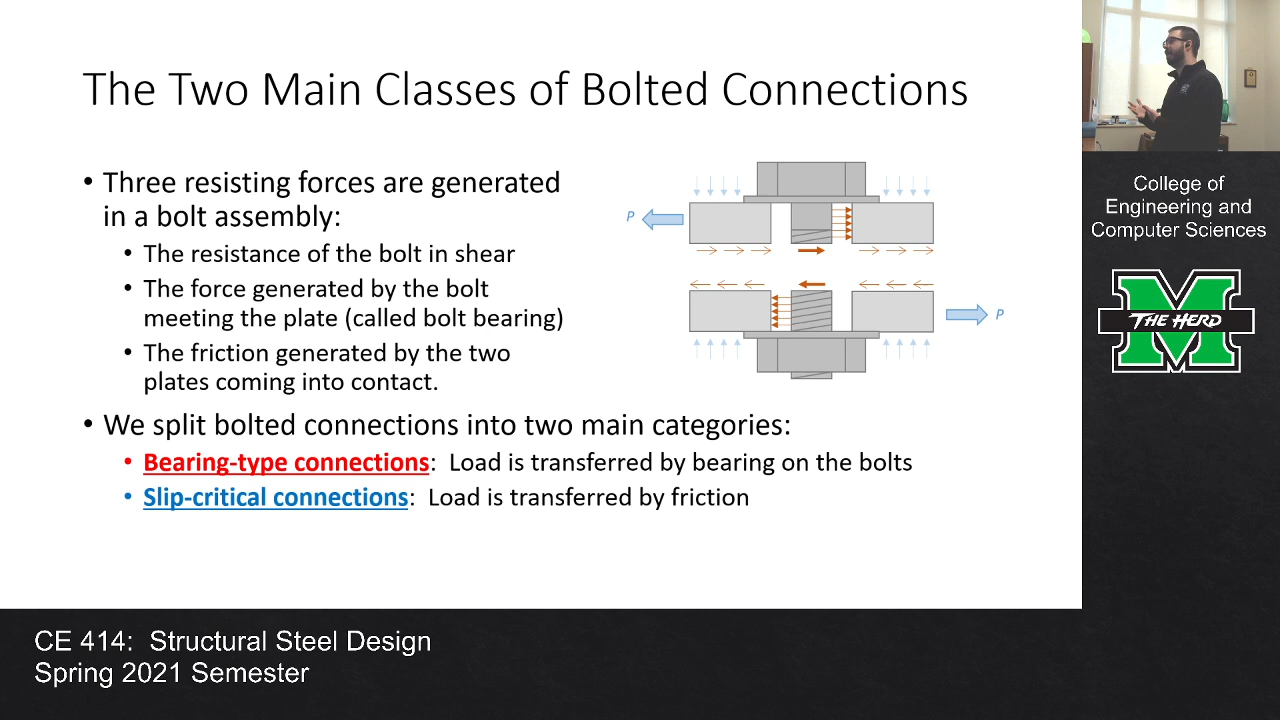 The Two Main Classes of Bolted Connections
• Three resisting forces are generated
in a bolt assembly:
• The resistance of the bolt in shear
• The force generated by the bolt
meeting the plate (called bolt bearing)
• The friction generated by the two
plates coming into contact.
• We split bolted connections into two main categories:
• Bearing-type connections: Load is transferred by bearing on the bolts
• Slip-critical connections: Load is transferred by friction
P
P
College of
Engineering and
Computer Sciences
THE HERD
CE 414: Structural Steel Design
Spring 2021 Semester